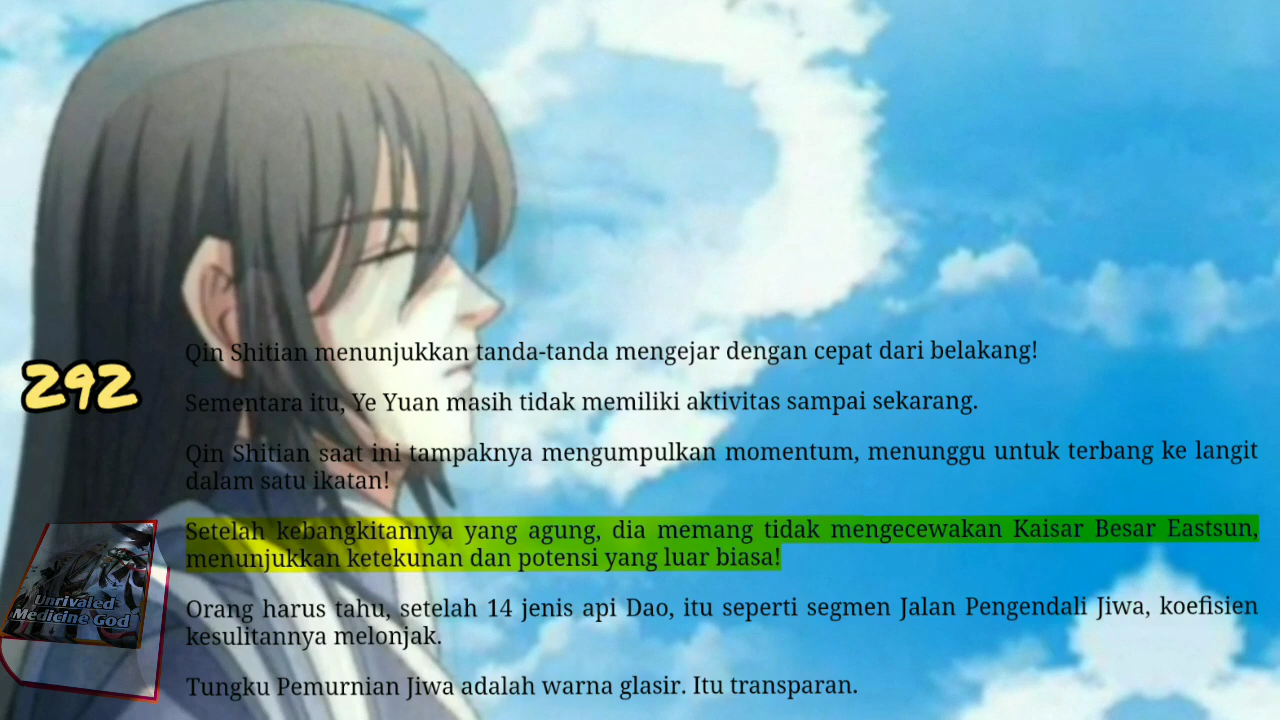 Qin Shitian menunjukkan tanda-tanda mengejar dengan cepat dari belakang!
292
Sementara itu, Ye Yuan masih tidak memiliki aktivitas sampai sekarang.
Qin Shitian saat ini tampaknya mengumpulkan momentum, menunggu untuk terbang ke langit
dalam satu ikatan!
Setelah kebangkitannya yang agung, dia memang tidak mengecewakan Kaisar Besar Eastsun,
menunjukkan ketekunan dan potensi yang luar biasa!
Unrivaled
Medicine God
Orang harus tahu, setelah 14 jenis api Dao, itu seperti segmen Jalan Pengendali Jiwa, koefisien
kesulitannya melonjak.
Tungku Pemurnian Jiwa adalah warna glasir. Itu transparan.